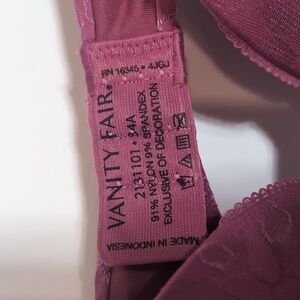 RN 16345 • 4JGJ
VANITY FAIR®
2131101 • 34A
91% NYLON 9% SPANDEX
EXCLUSIVE OF DECORATION
MADE IN INDONESIA